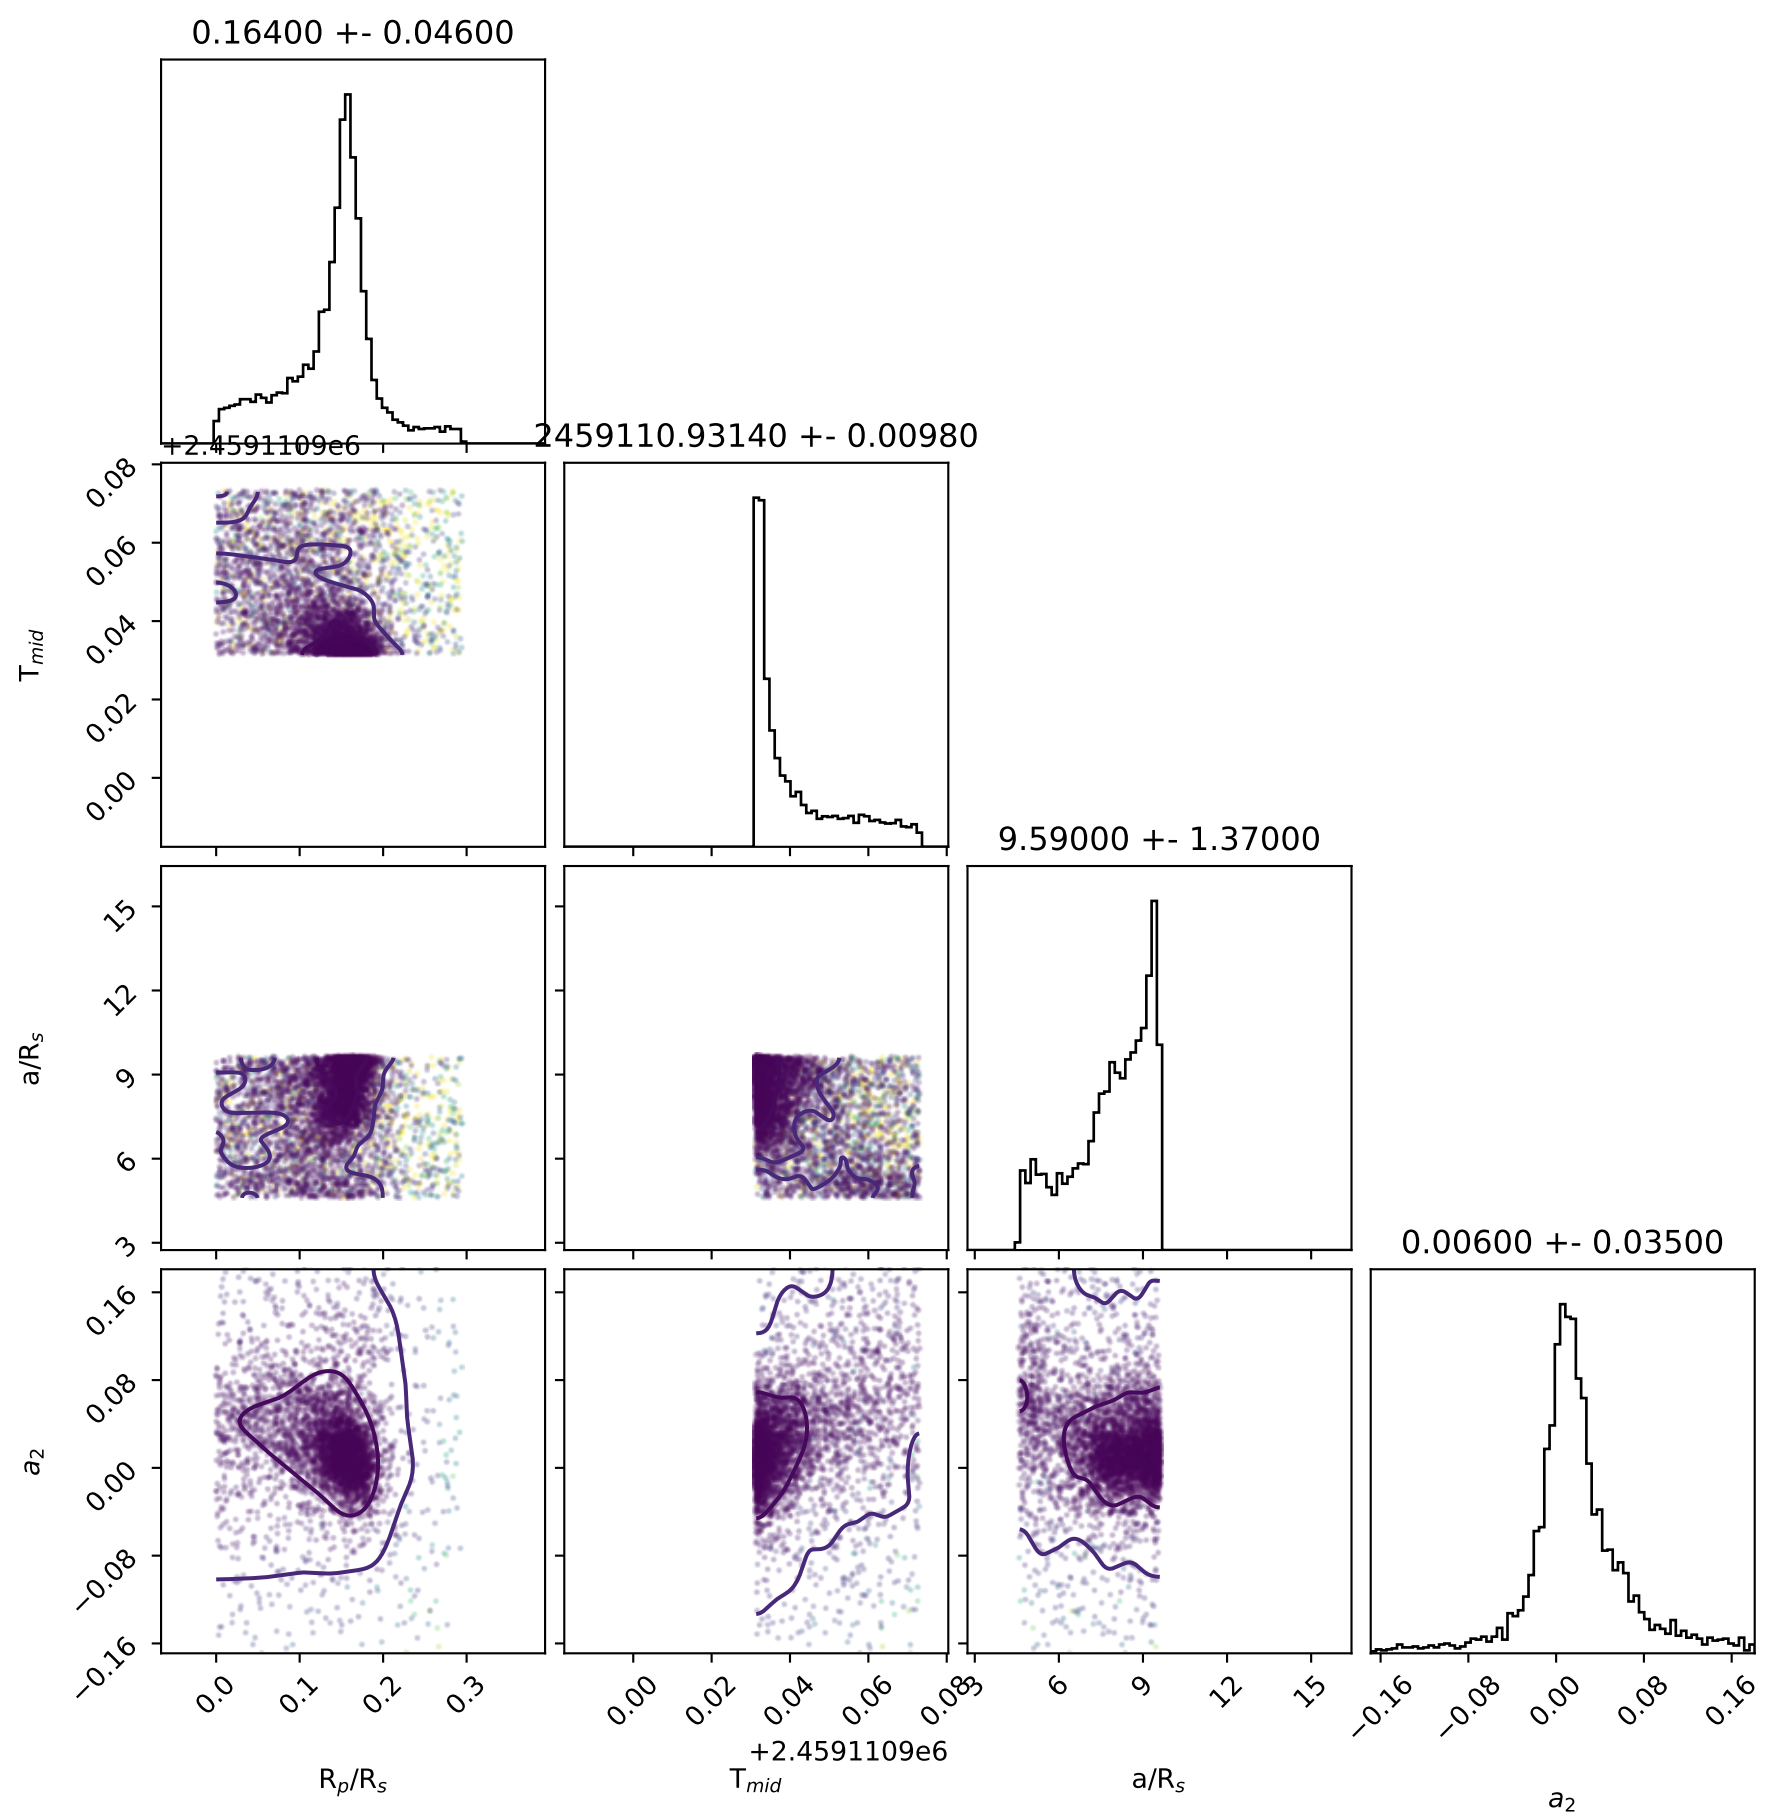 0.16400 +- 0.04600
+2.4591109e6
2459110.93140 +- 0.00980
0.08
0.06
0.04
0.02
0.00
T_mid
9.59000 +- 1.37000
15
12
9
6
3
a/R_s
0.00600 +- 0.03500
0.16
0.08
0.00
−0.08
−0.16
a_2
0.0 0.1 0.2 0.3
0.00 0.02 0.04 0.06 0.08
3 6 9 12 15
−0.16 −0.08 0.00 0.08 0.16
+2.4591109e6
R_p/R_s
T_mid
a/R_s
a_2